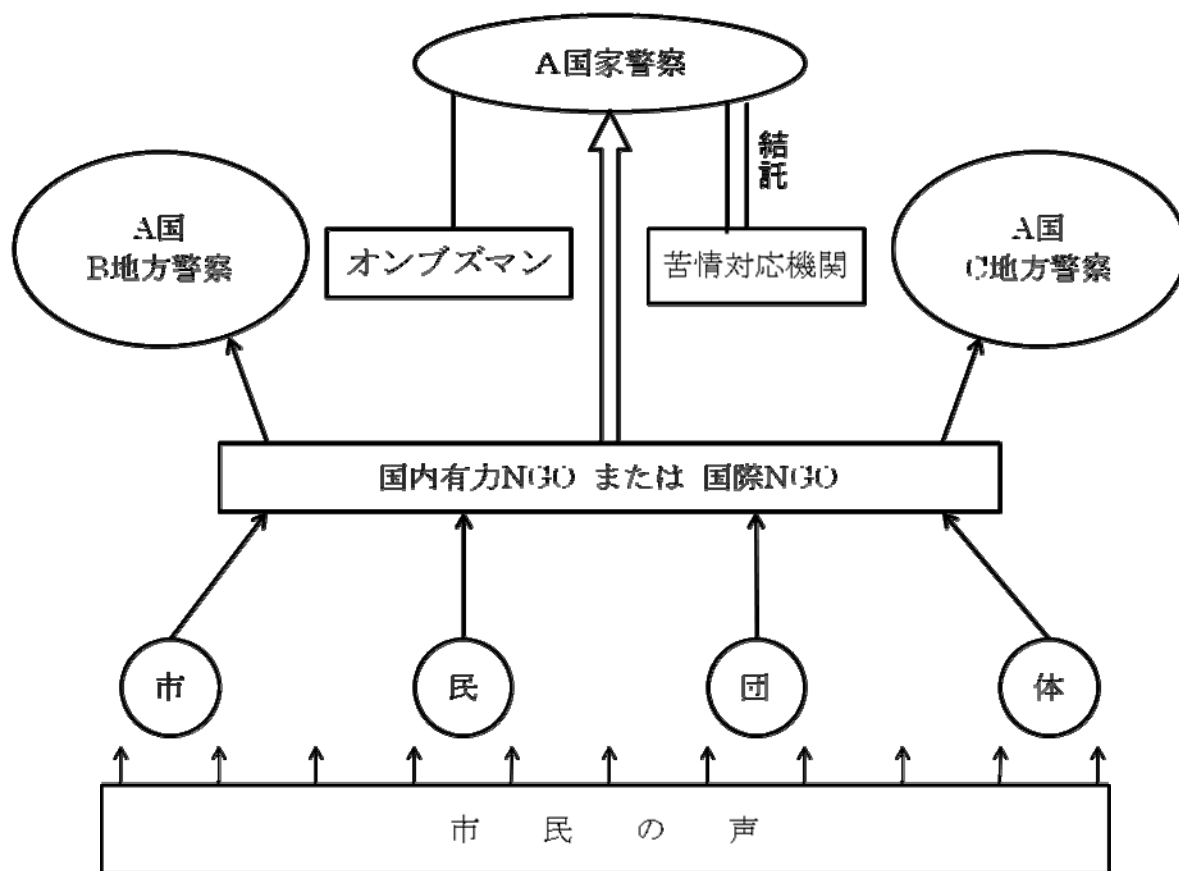 A国家警察
結託
A国
B地方警察
オンブズマン
苦情対応機関
A国
C地方警察
国内有力NGO または 国際NGO
市 民 団 体
市 民 の 声